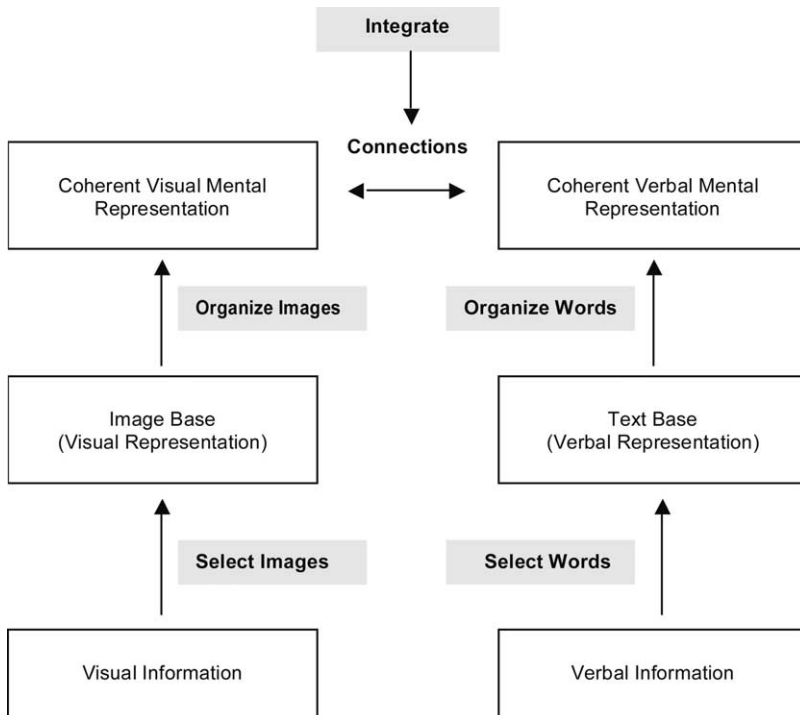 Integrate
Connections
Coherent Visual Mental
Representation
Coherent Verbal Mental
Representation
Organize Images
Organize Words
Image Base
(Visual Representation)
Text Base
(Verbal Representation)
Select Images
Select Words
Visual Information
Verbal Information